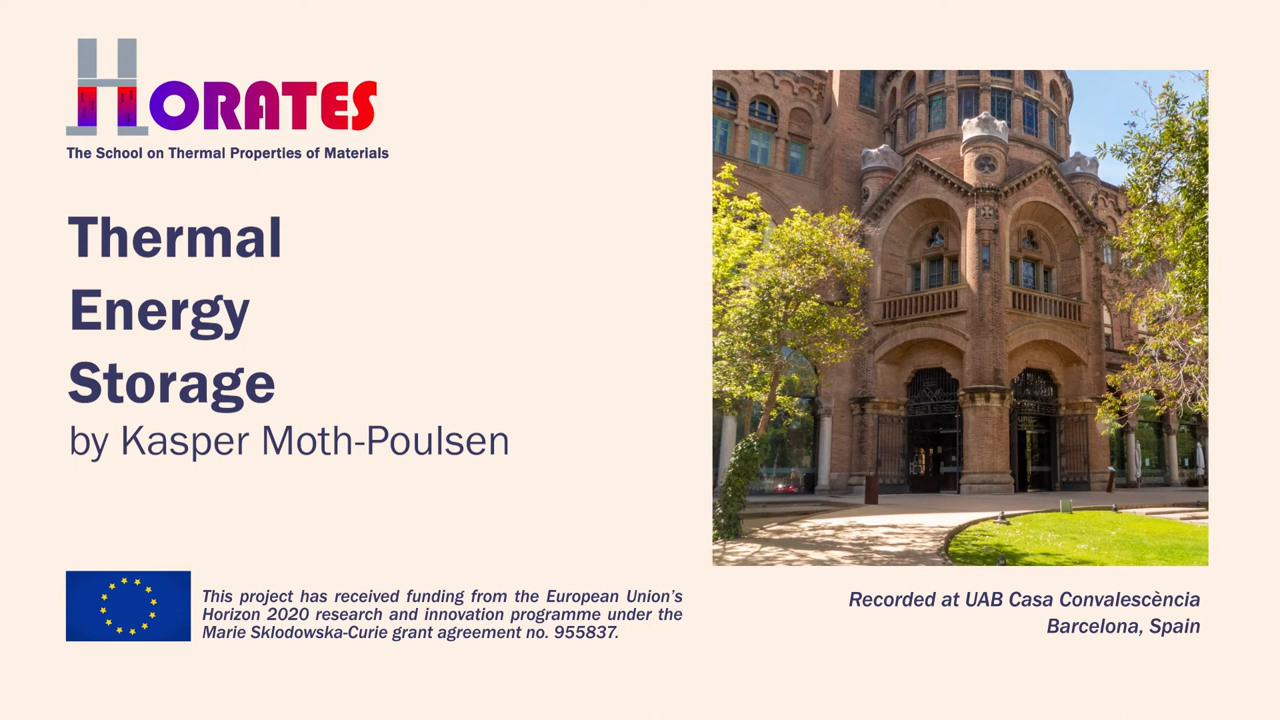 HORATES
The School on Thermal Properties of Materials
Thermal
Energy
Storage
by Kasper Moth-Poulsen
This project has received funding from the European Union's
Horizon 2020 research and innovation programme under the
Marie Sklodowska-Curie grant agreement no. 955837.
Recorded at UAB Casa Convalescència
Barcelona, Spain